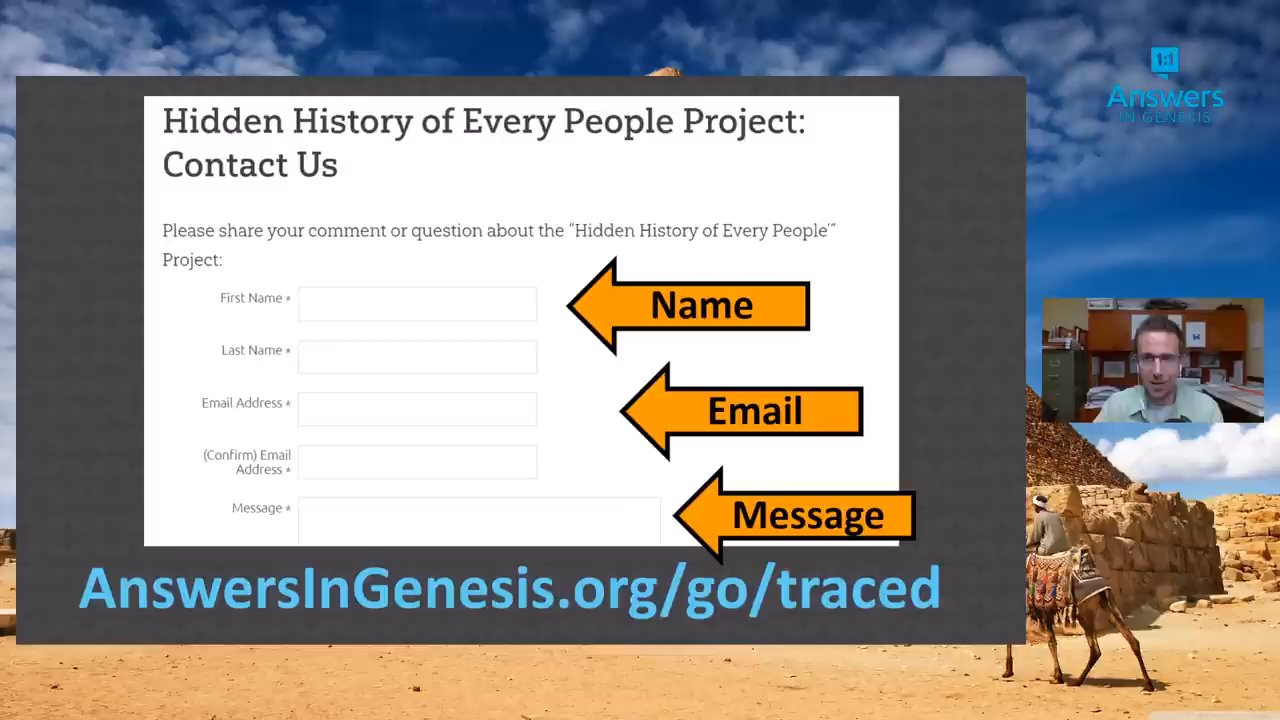 1:1
Answers
IN GENESIS
Hidden History of Every People Project:
Contact Us
Please share your comment or question about the “Hidden History of Every People’”
Project:
First Name *
Name
Last Name *
Email Address *
Email
(Confirm) Email
Address *
Message *
Message
AnswersInGenesis.org/go/traced